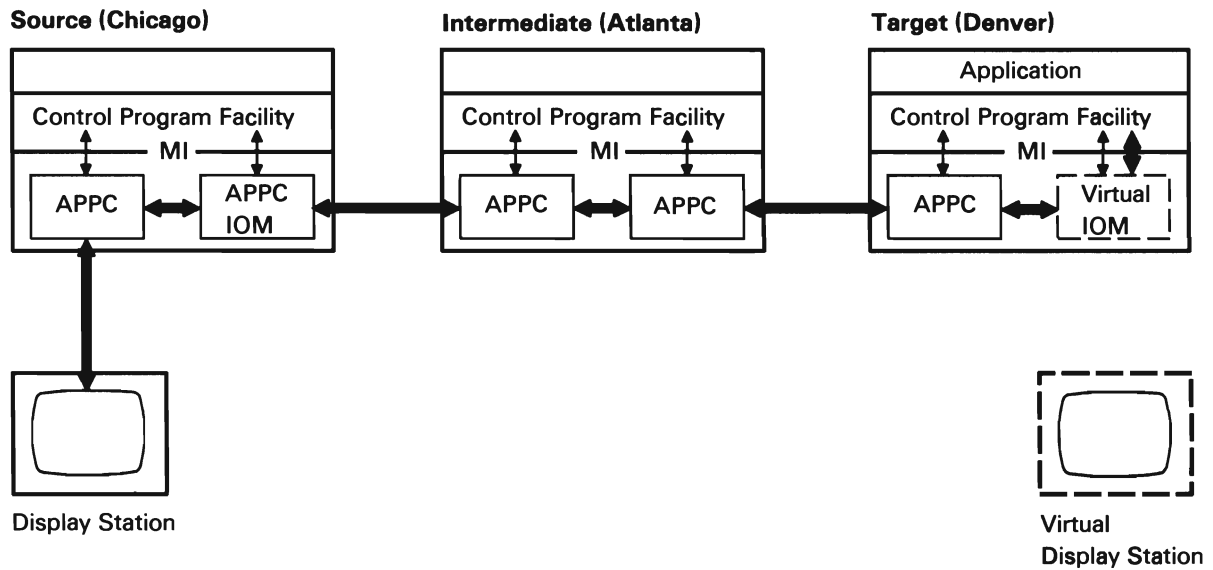 Source (Chicago)
Intermediate (Atlanta)
Target (Denver)
Application
Control Program Facility
Control Program Facility
Control Program Facility
MI
MI
MI
APPC
APPC
IOM
APPC
APPC
APPC
Virtual
IOM
Display Station
Virtual
Display Station